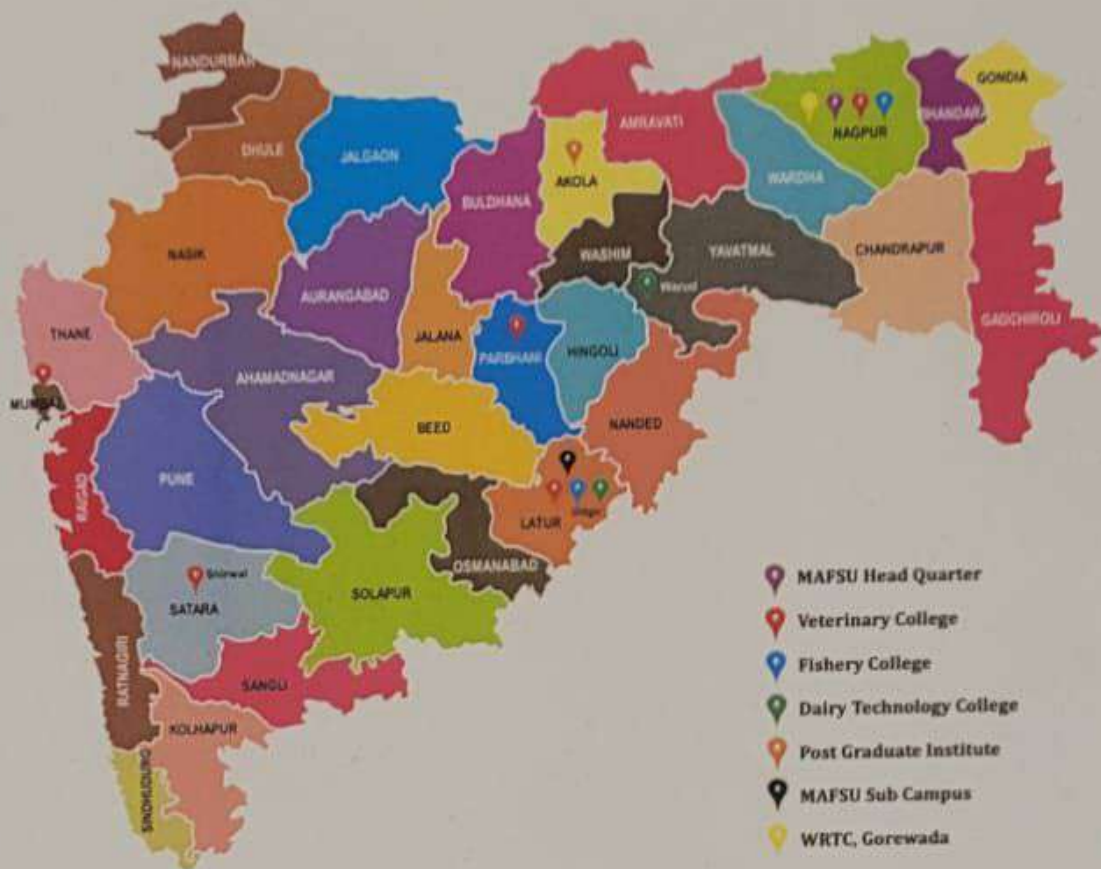 NANDURBAR
DHULE
JALGAON
BULDHANA
AKOLA
AMRAVATI
NAGPUR
BHANDARA
GONDIA
WARDHA
NASIK
AURANGABAD
WASHIM
YAVATMAL
CHANDRAPUR
GADCHIROLI
Warud
THANE
JALANA
PARBHANI
HINGOLI
AHAMADNAGAR
MUMBAI
BEED
NANDED
RAIGAD
PUNE
LATUR
OSMANABAD
Shirwal
SATARA
SOLAPUR
RATNAGIRI
SANGLI
KOLHAPUR
SINDHUDURG
MAFSU Head Quarter
Veterinary College
Fishery College
Dairy Technology College
Post Graduate Institute
MAFSU Sub Campus
WRTC, Gorewada